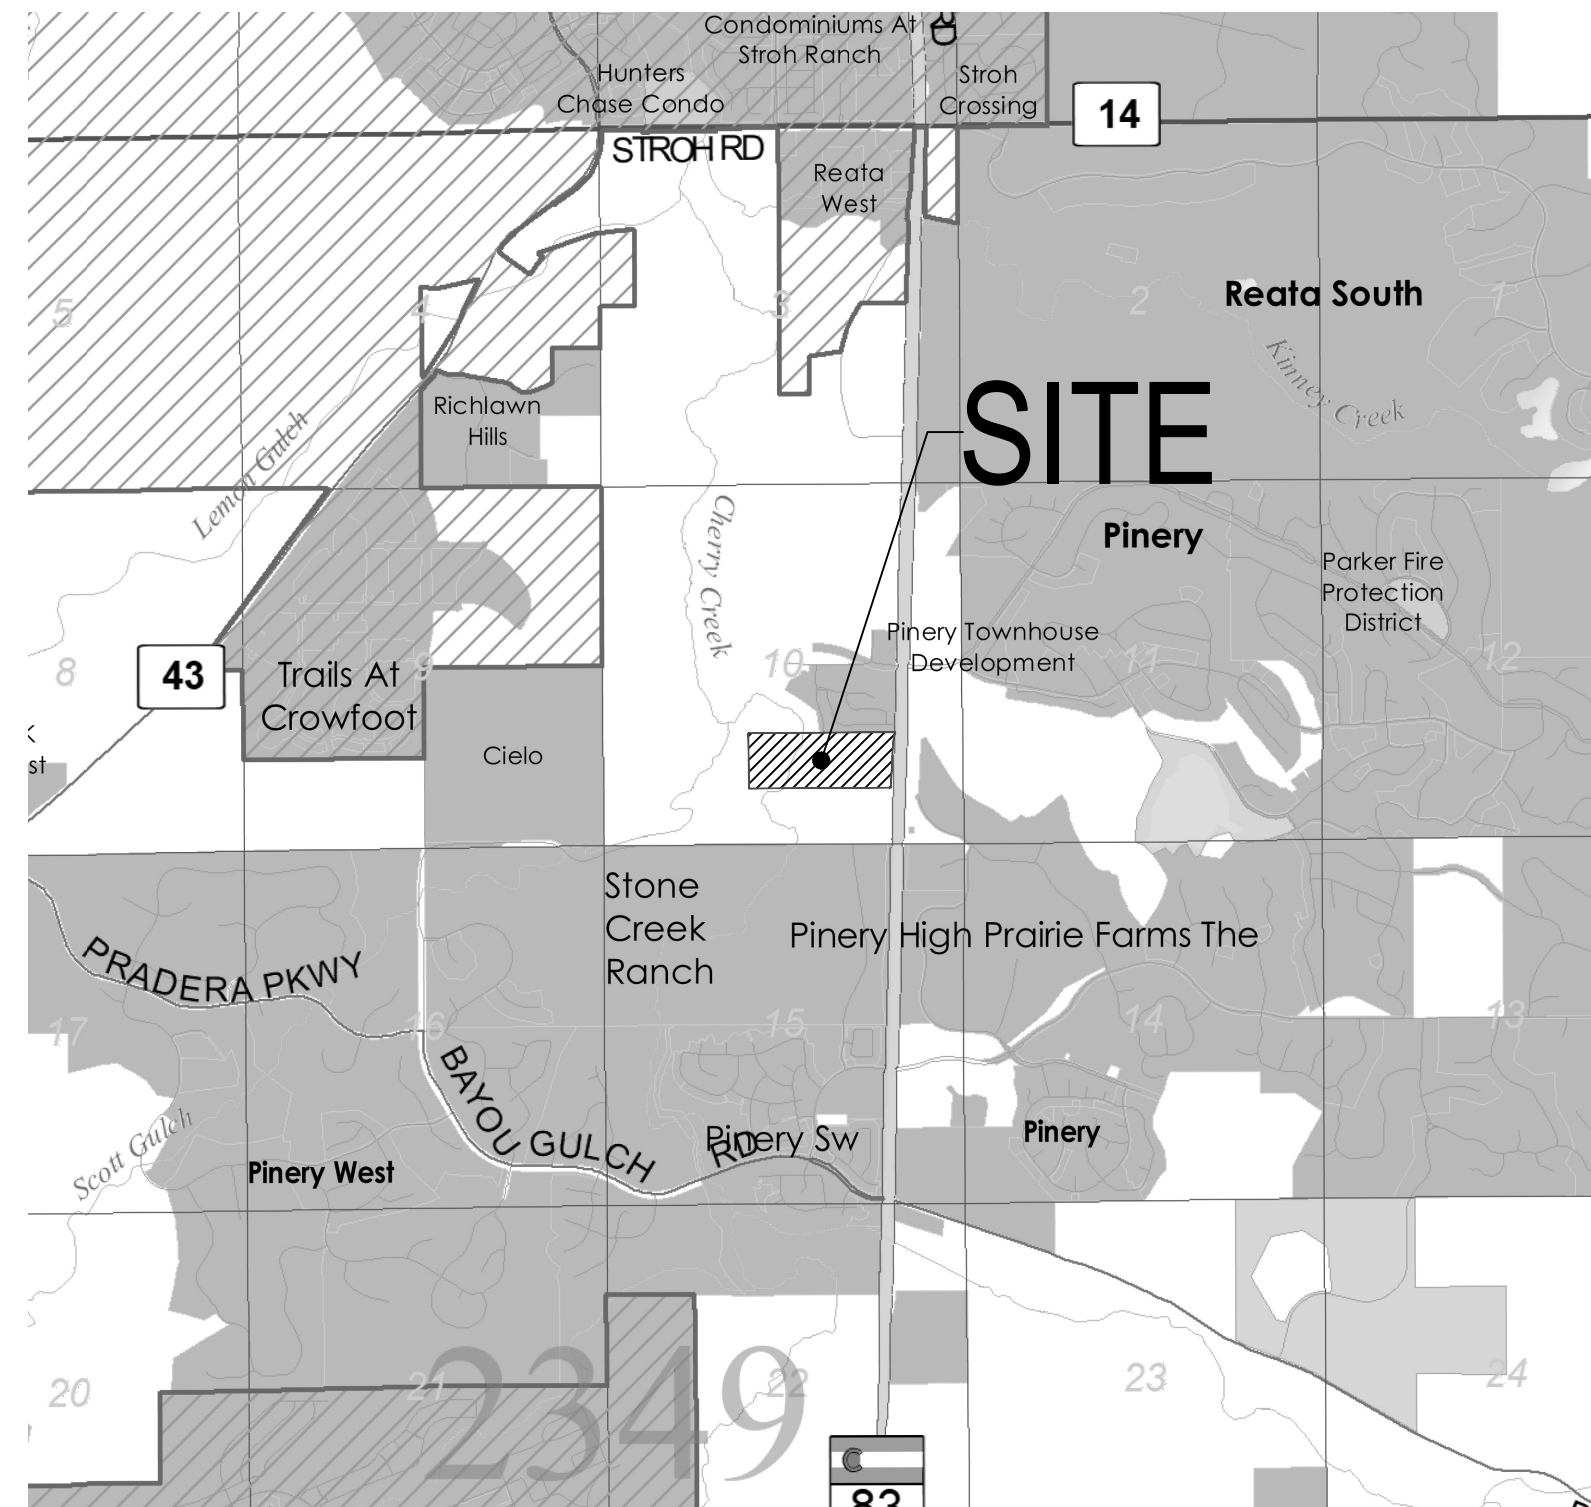 Condominiums At
Stroh Ranch
RD
Hunters
Chase Condo
Stroh
Crossing
14
STROH RD
Reata
West
5
4
3
2
Reata South
1
Kinney Creek
SITE
Richlawn
Hills
Lemon Gulch
Cherry Creek
Pinery
Parker Fire
Protection
District
Pinery Townhouse
Development
8
43
Trails At
Crowfoot
9
10
11
12
Cielo
st
Stone
Creek
Ranch
Pinery High Prairie Farms The
PRADERA PKWY
17
16
15
14
13
BAYOU GULCH RD
Scott Gulch
Pinery West
Pinery Sw
Pinery
2349
20
21
22
23
24
C
83